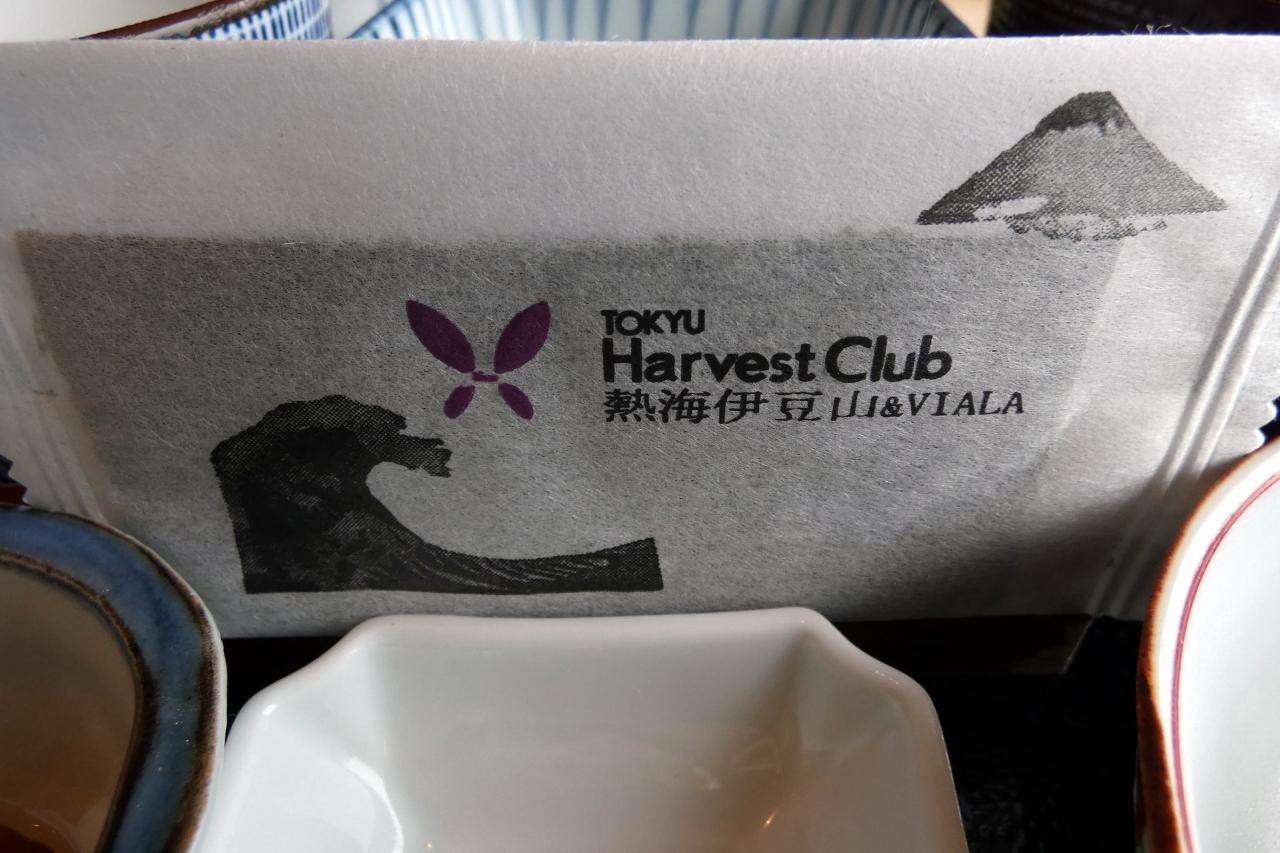 TOKYU
Harvest Club
熱海伊豆山&VIALA